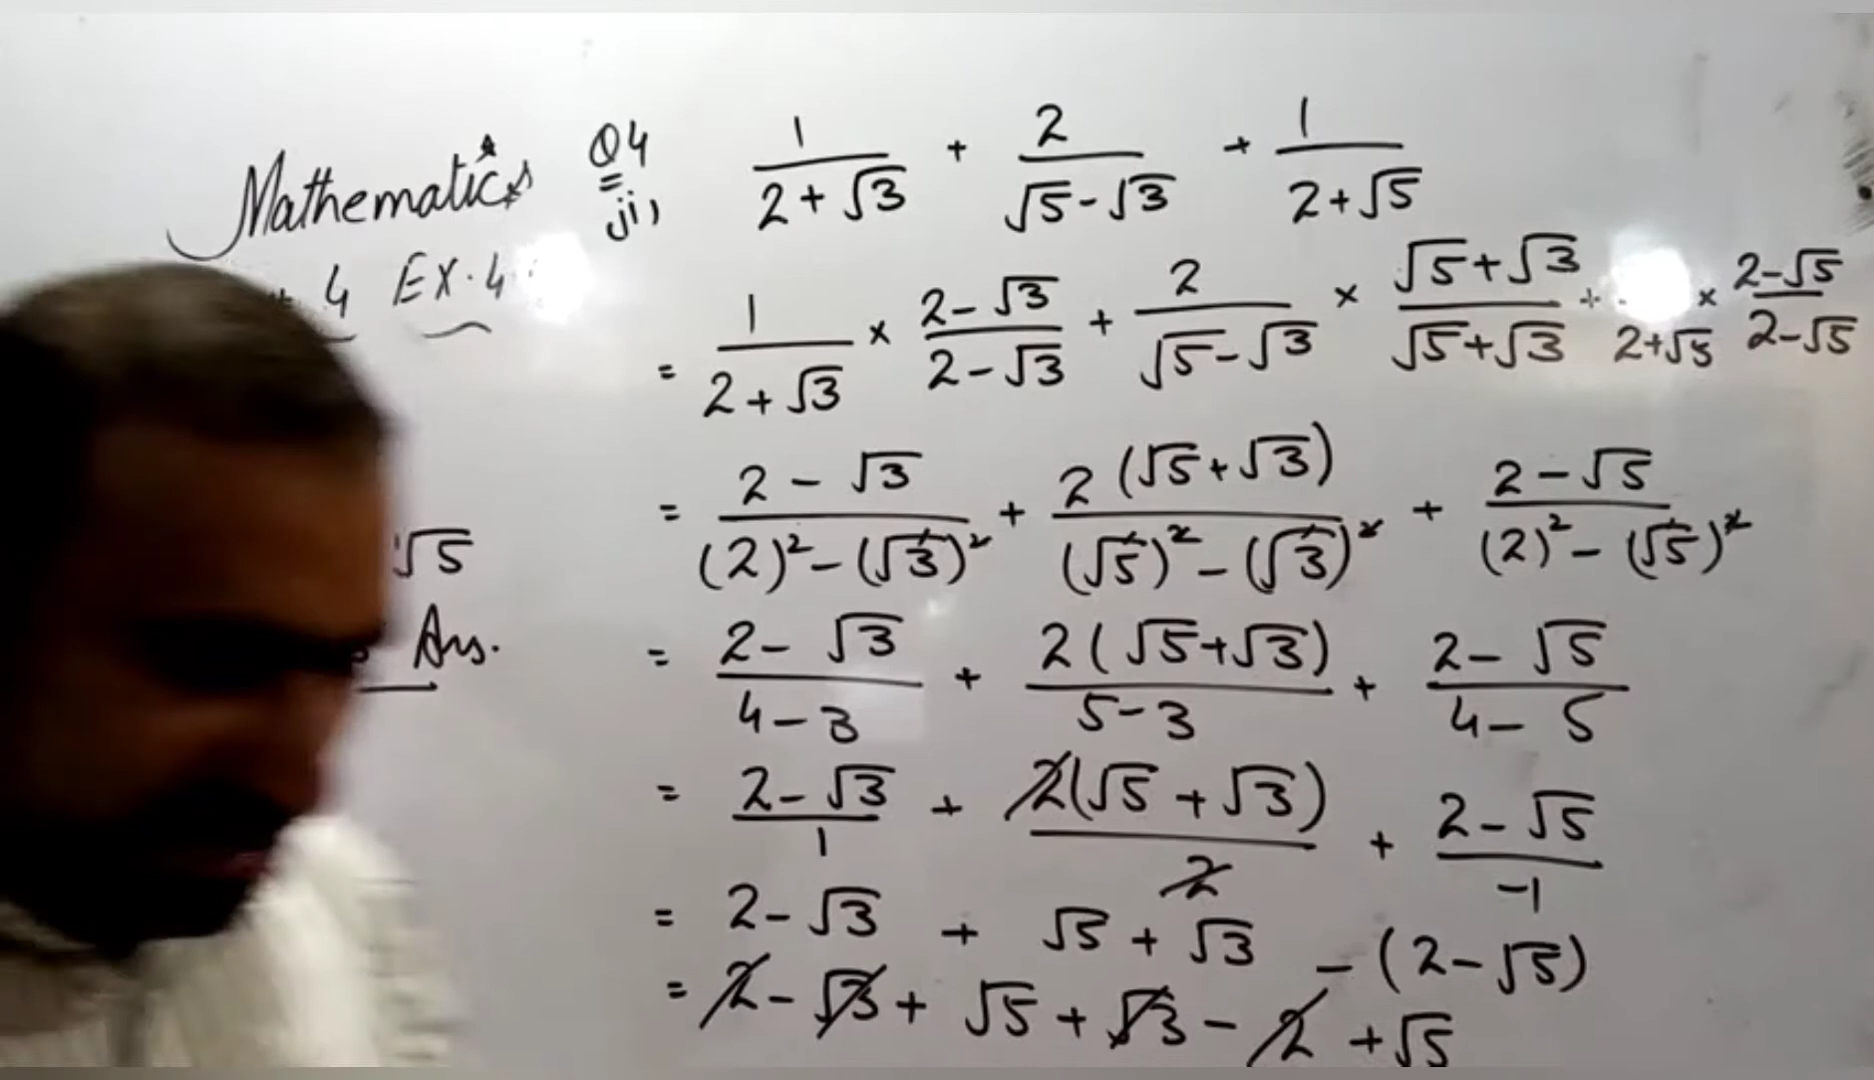 Mathematics
4 EX.4
√5
Ans.
Q4
ii,
1/(2+√3) + 2/(√5-√3) + 1/(2+√5)
= 1/(2+√3) × (2-√3)/(2-√3) + 2/(√5-√3) × (√5+√3)/(√5+√3) + /(2+√5) × (2-√5)/(2-√5)
= (2-√3)/((2)²-(√3)²) + 2(√5+√3)/((√5)²-(√3)²) + (2-√5)/((2)²-(√5)²)
= (2-√3)/(4-3) + 2(√5+√3)/(5-3) + (2-√5)/(4-5)
= (2-√3)/1 + 2(√5+√3)/2 + (2-√5)/-1
= 2-√3 + √5+√3 -(2-√5)
= 2-√3+√5+√3-2+√5